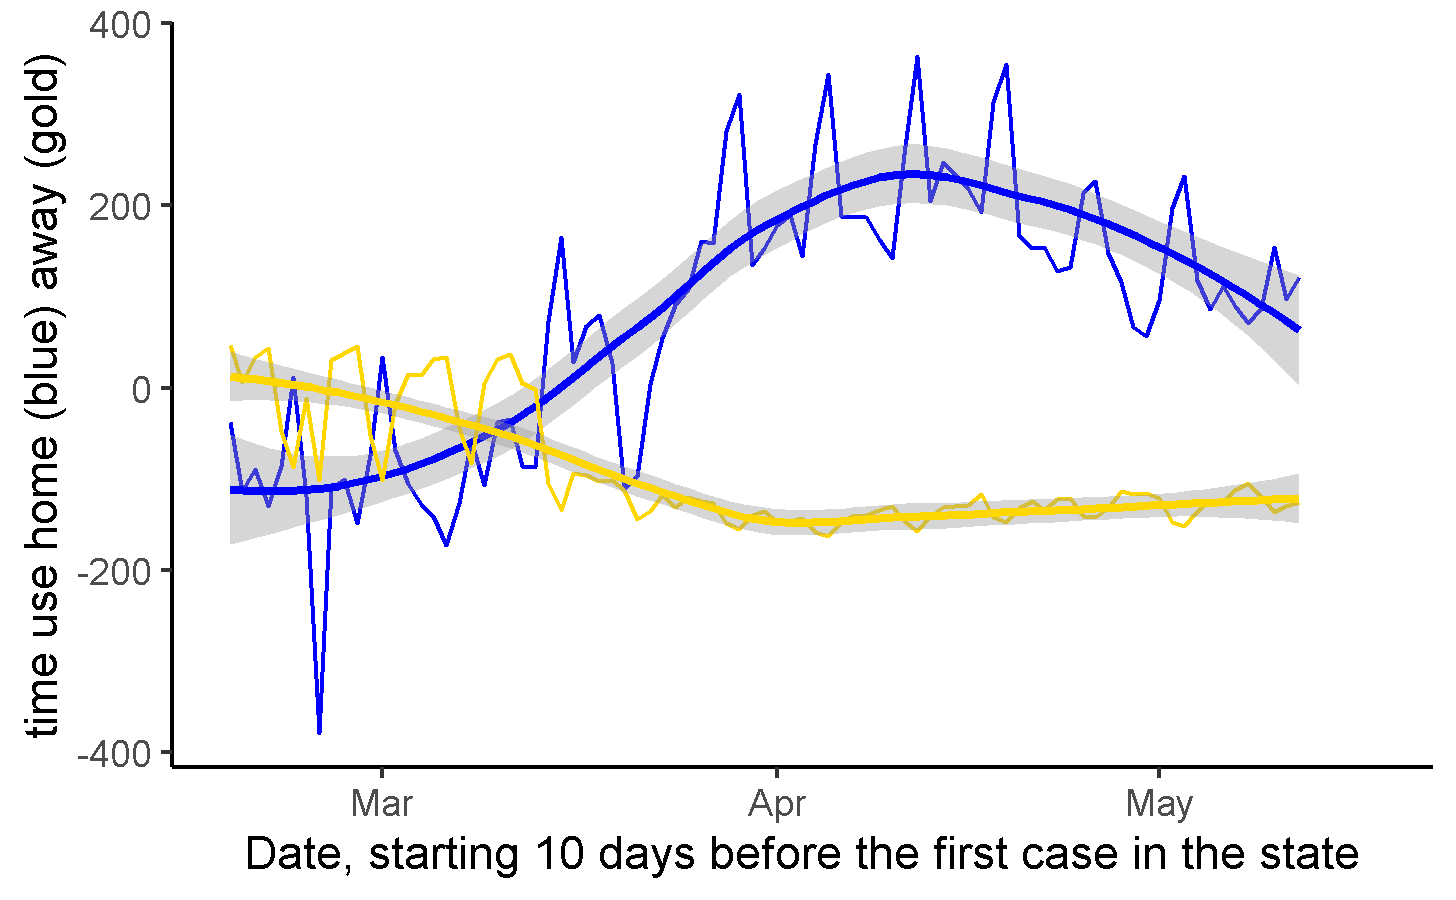 time use home (blue) away (gold)
400
200
0
-200
-400
Mar
Apr
May
Date, starting 10 days before the first case in the state